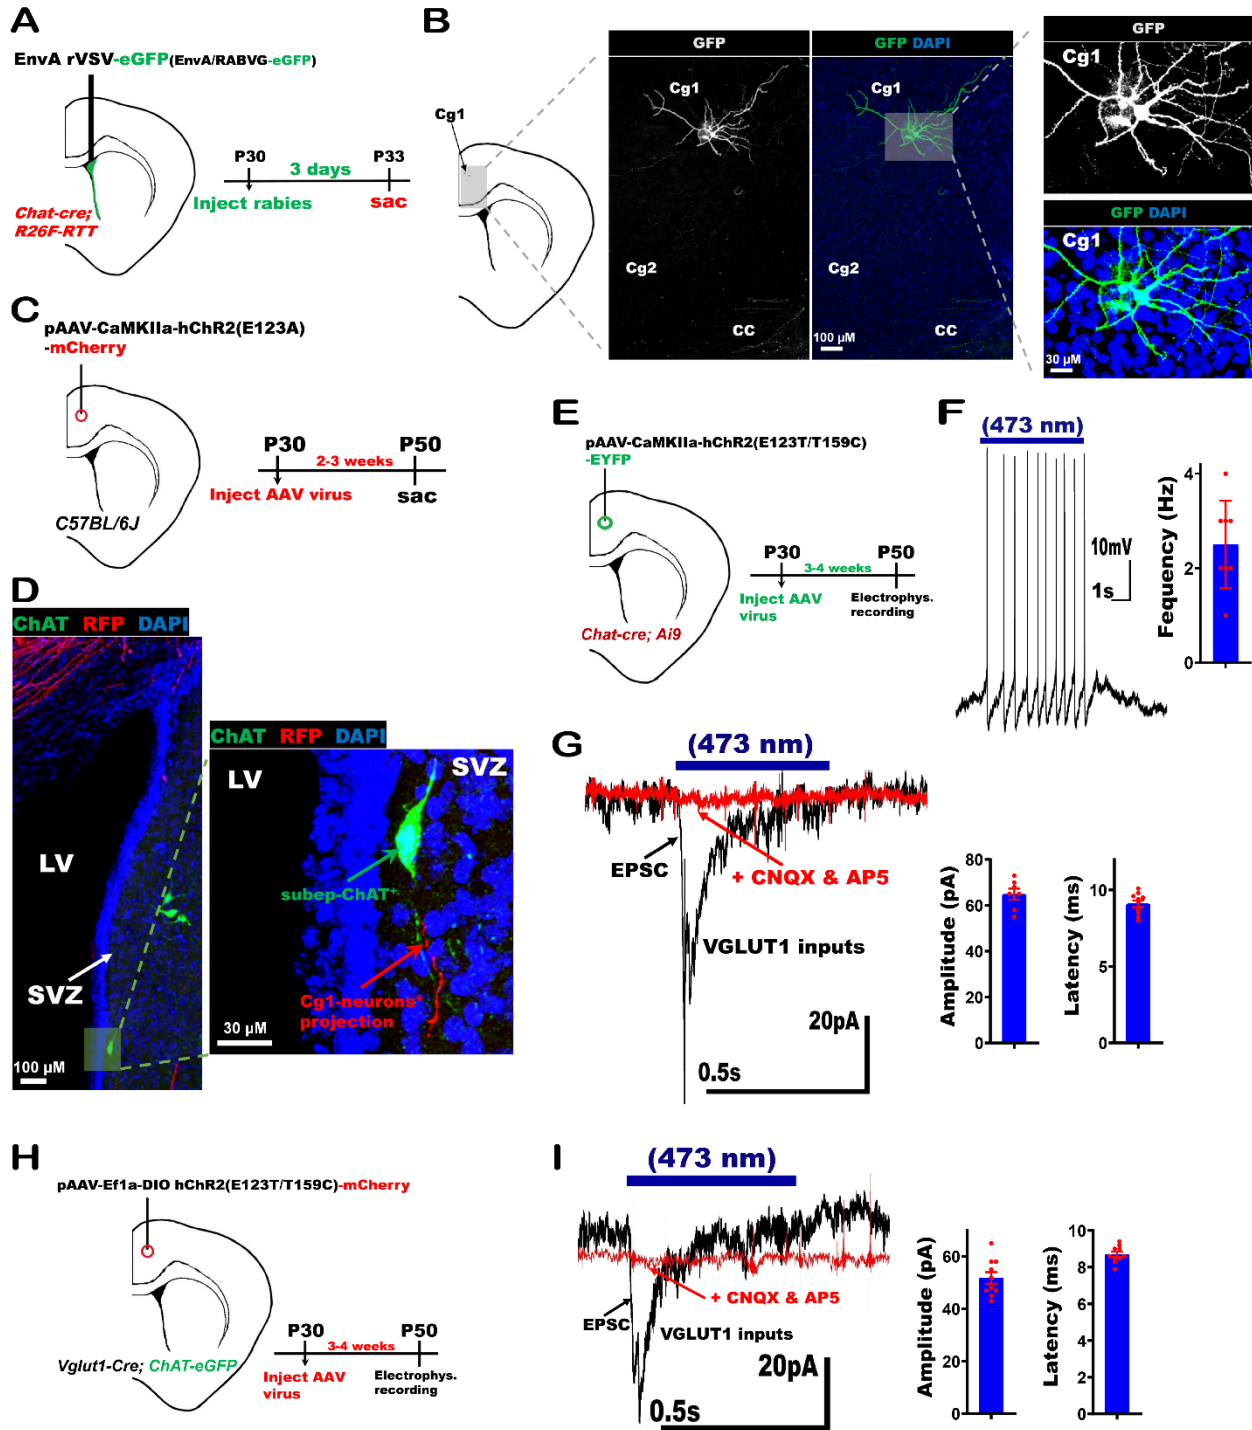 A
EnvA rVSV-eGFP(EnvA/RABVG-eGFP)
P30
3 days
P33
Inject rabies
sac
Chat-cre;
R26F-RTT
B
Cg1
GFP
Cg1
Cg2
CC
GFP DAPI
Cg1
CC
100 µM
GFP
Cg1
GFP DAPI
Cg1
30 µM
C
pAAV-CaMKIIa-hChR2(E123A)
-mCherry
P30
2-3 weeks
P50
Inject AAV virus
sac
C57BL/6J
D
ChAT RFP DAPI
LV
SVZ
100 µM
ChAT RFP DAPI
LV
SVZ
subep-ChAT+
Cg1-neurons+
projection
30 µM
E
pAAV-CaMKIIa-hChR2(E123T/T159C)
-EYFP
P30
3-4 weeks
P50
Inject AAV
virus
Electrophys.
recording
Chat-cre; Ai9
F
(473 nm)
10mV
1s
Fequency (Hz)
4
2
0
G
(473 nm)
EPSC
+ CNQX & AP5
VGLUT1 inputs
20pA
0.5s
Amplitude (pA)
80
60
40
20
0
Latency (ms)
10
5
0
H
pAAV-Ef1a-DIO hChR2(E123T/T159C)-mCherry
P30
3-4 weeks
P50
Inject AAV
virus
Electrophys.
recording
Vglut1-Cre; ChAT-eGFP
I
(473 nm)
EPSC
+ CNQX & AP5
VGLUT1 inputs
20pA
0.5s
Amplitude (pA)
60
40
20
0
Latency (ms)
10
8
6
4
2
0